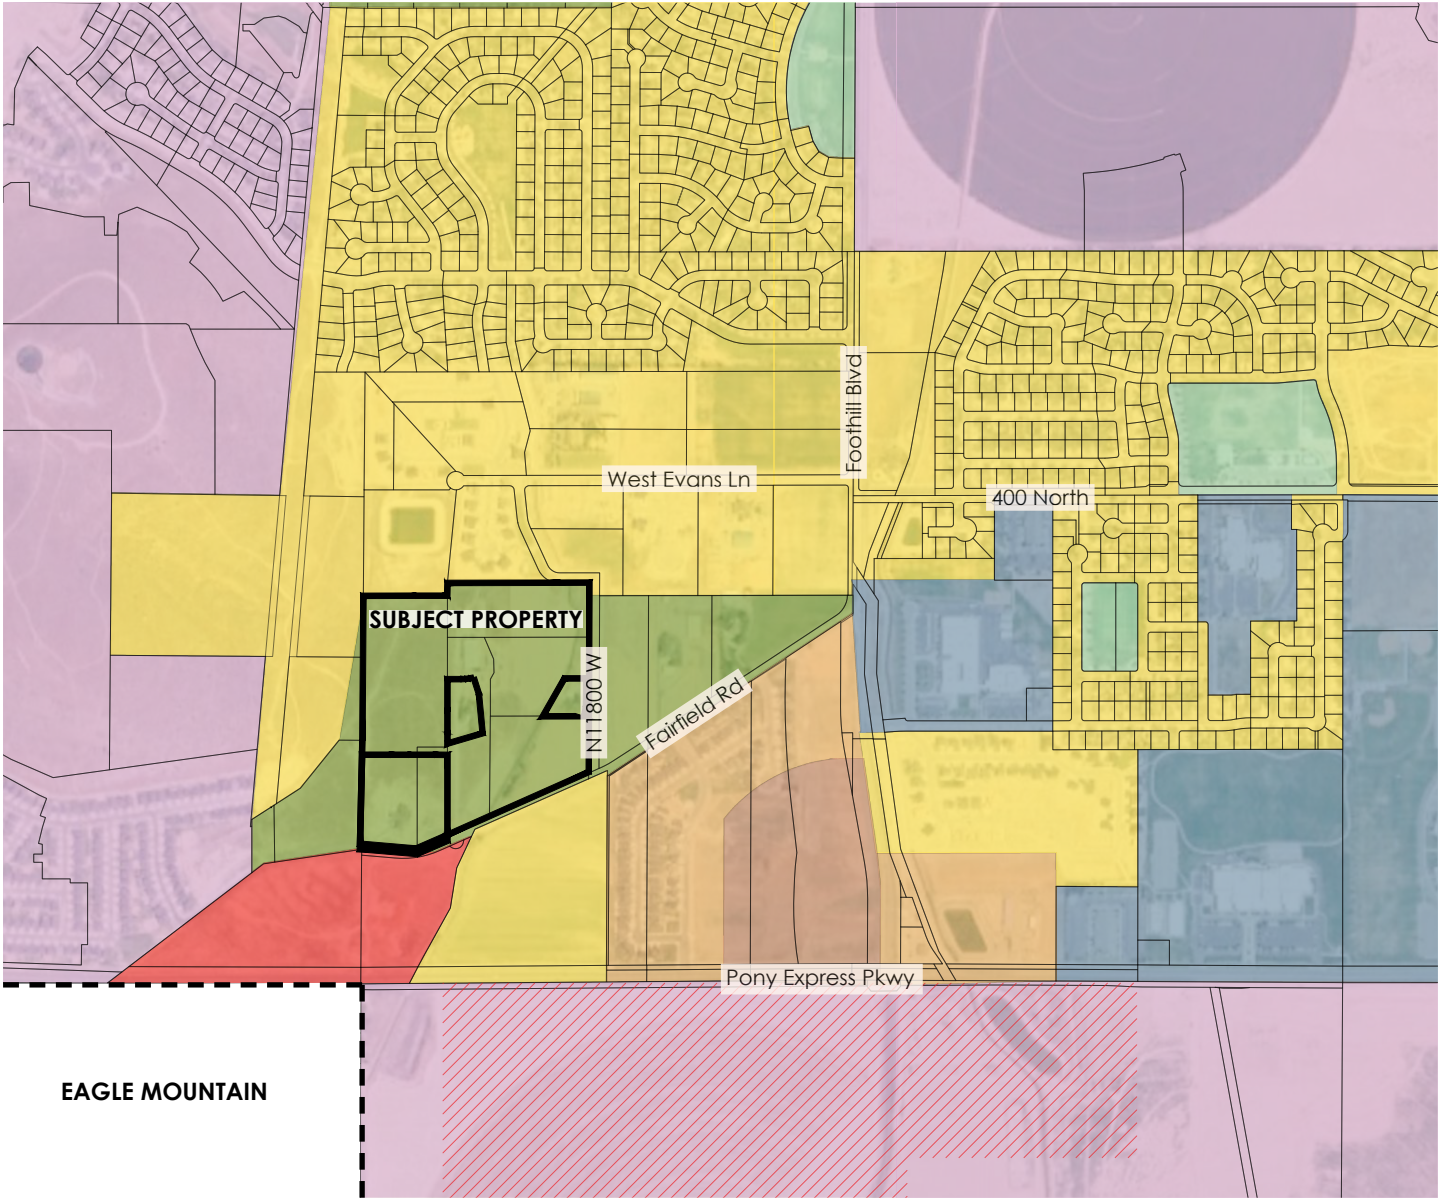 Foothill Blvd
West Evans Ln
400 North
SUBJECT PROPERTY
N11800 W
Fairfield Rd
Pony Express Pkwy
EAGLE MOUNTAIN